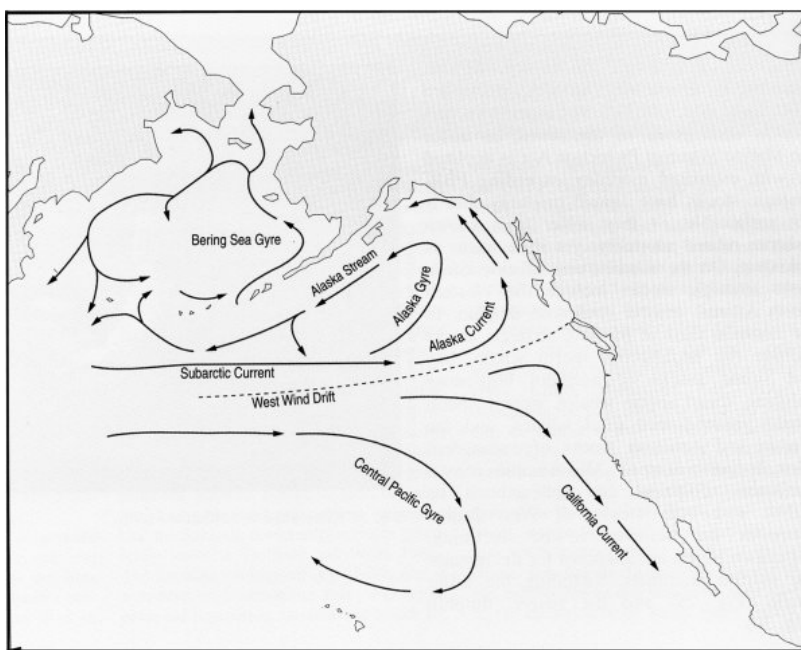 Bering Sea Gyre
Alaska Stream
Alaska Gyre
Alaska Current
Subarctic Current
West Wind Drift
Central Pacific Gyre
California Current